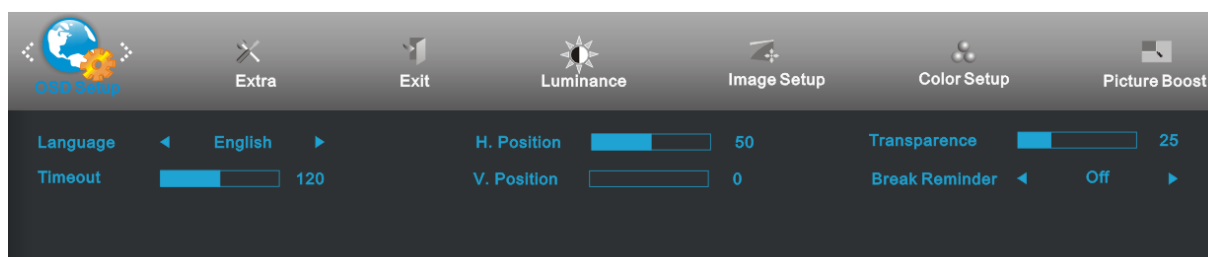 OSD Setup Extra Exit Luminance Image Setup Color Setup Picture Boost
Language English H. Position 50 Transparence 25
Timeout 120 V. Position 0 Break Reminder Off